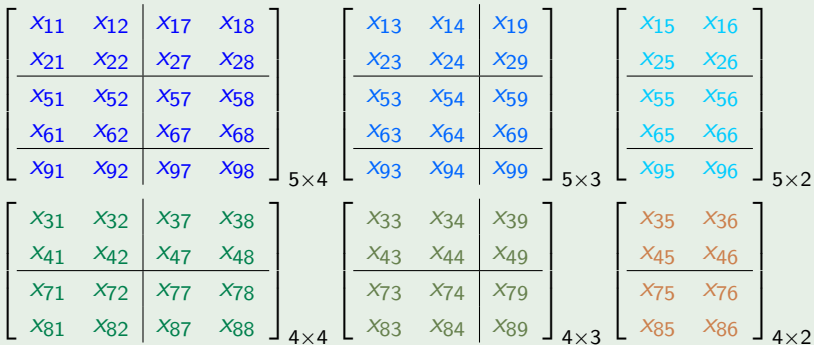 x11 x12 x17 x18 x13 x14 x19 x15 x16
x21 x22 x27 x28 x23 x24 x29 x25 x26
x51 x52 x57 x58 x53 x54 x59 x55 x56
x61 x62 x67 x68 x63 x64 x69 x65 x66
x91 x92 x97 x98 5×4 x93 x94 x99 5×3 x95 x96 5×2
x31 x32 x37 x38 x33 x34 x39 x35 x36
x41 x42 x47 x48 x43 x44 x49 x45 x46
x71 x72 x77 x78 x73 x74 x79 x75 x76
x81 x82 x87 x88 4×4 x83 x84 x89 4×3 x85 x86 4×2